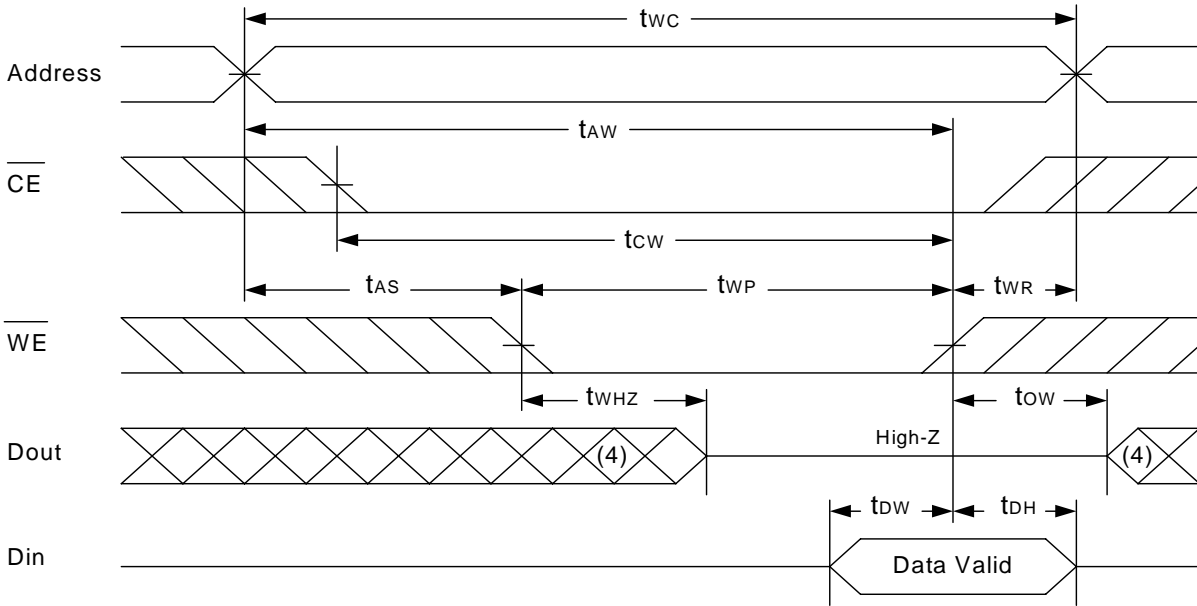 tWC
Address
tAW
CE
tCW
tAS
tWP
tWR
WE
tWHZ
tOW
Dout
(4)
High-Z
(4)
tDW
tDH
Din
Data Valid